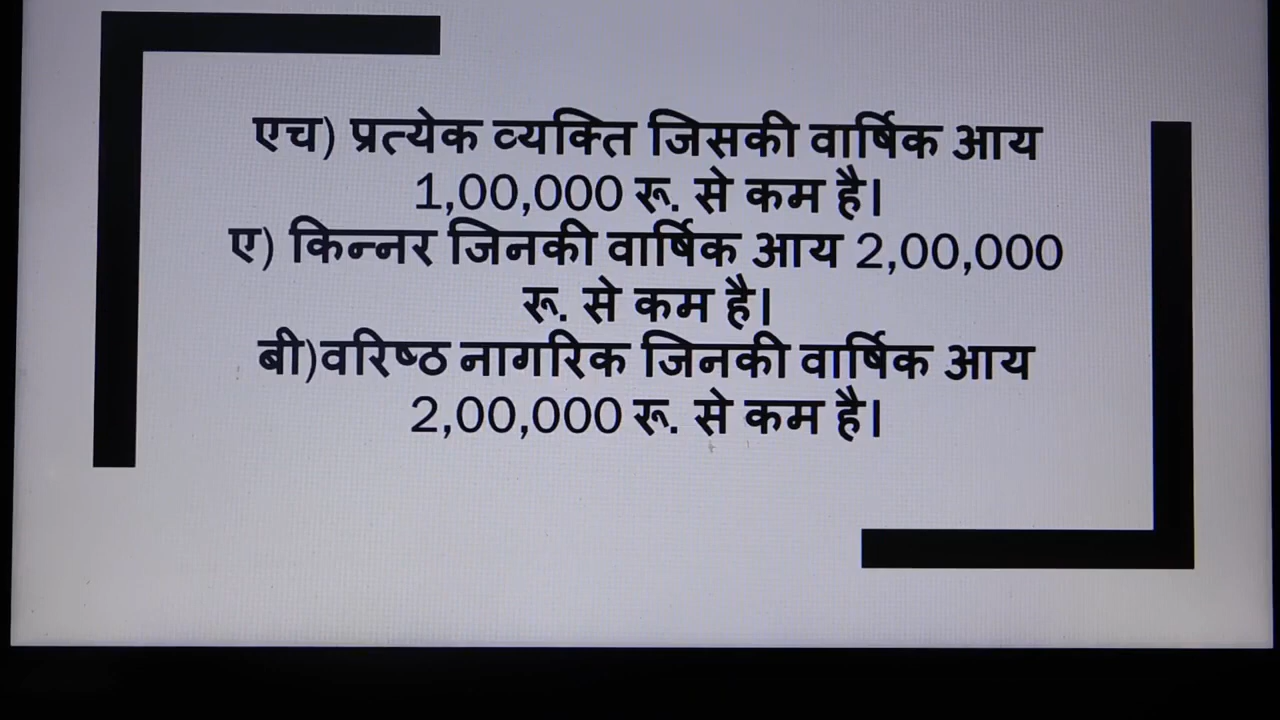 एच) प्रत्येक व्यक्ति जिसकी वार्षिक आय
1,00,000 रू. से कम है।
ए) किन्नर जिनकी वार्षिक आय 2,00,000
रू. से कम है।
बी)वरिष्ठ नागरिक जिनकी वार्षिक आय
2,00,000 रू. से कम है।